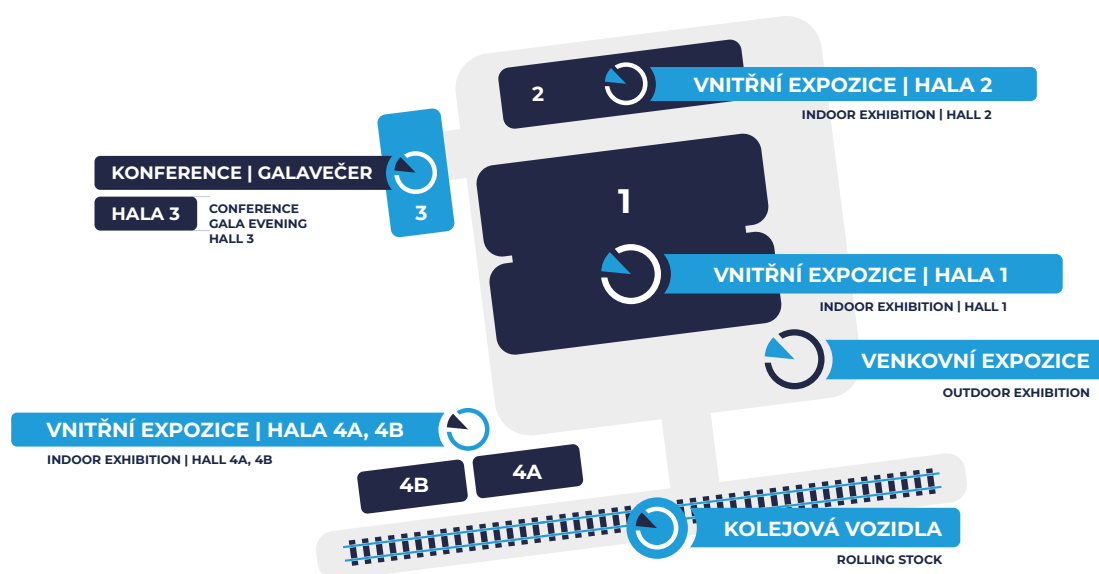 2
VNITŘNÍ EXPOZICE | HALA 2
INDOOR EXHIBITION | HALL 2
KONFERENCE | GALAVEČER
HALA 3
CONFERENCE
GALA EVENING
HALL 3
3
1
VNITŘNÍ EXPOZICE | HALA 1
INDOOR EXHIBITION | HALL 1
VENKOVNÍ EXPOZICE
OUTDOOR EXHIBITION
VNITŘNÍ EXPOZICE | HALA 4A, 4B
INDOOR EXHIBITION | HALL 4A, 4B
4B
4A
KOLEJOVÁ VOZIDLA
ROLLING STOCK